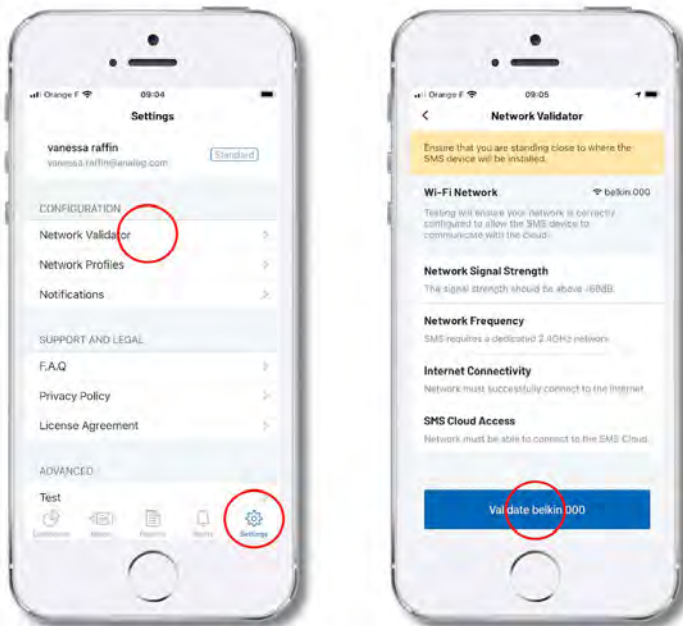 Orange F 09:04
Settings
vanessa raffin
vanessa.raffin@analog.com
Standard
CONFIGURATION
Network Validator
Network Profiles
Notifications
SUPPORT AND LEGAL
F.A.Q
Privacy Policy
License Agreement
ADVANCED
Test
Settings
Orange F 09:05
Network Validator
Ensure that you are standing close to where the
SMS device will be installed.
Wi-Fi Network belkin.000
Testing will ensure your network is correctly
configured to allow the SMS device to
communicate with the cloud.
Network Signal Strength
The signal strength should be above -60dB.
Network Frequency
SMS requires a dedicated 2.4GHz network.
Internet Connectivity
Network must successfully connect to the Internet.
SMS Cloud Access
Network must be able to connect to the SMS Cloud.
Validate belkin.000